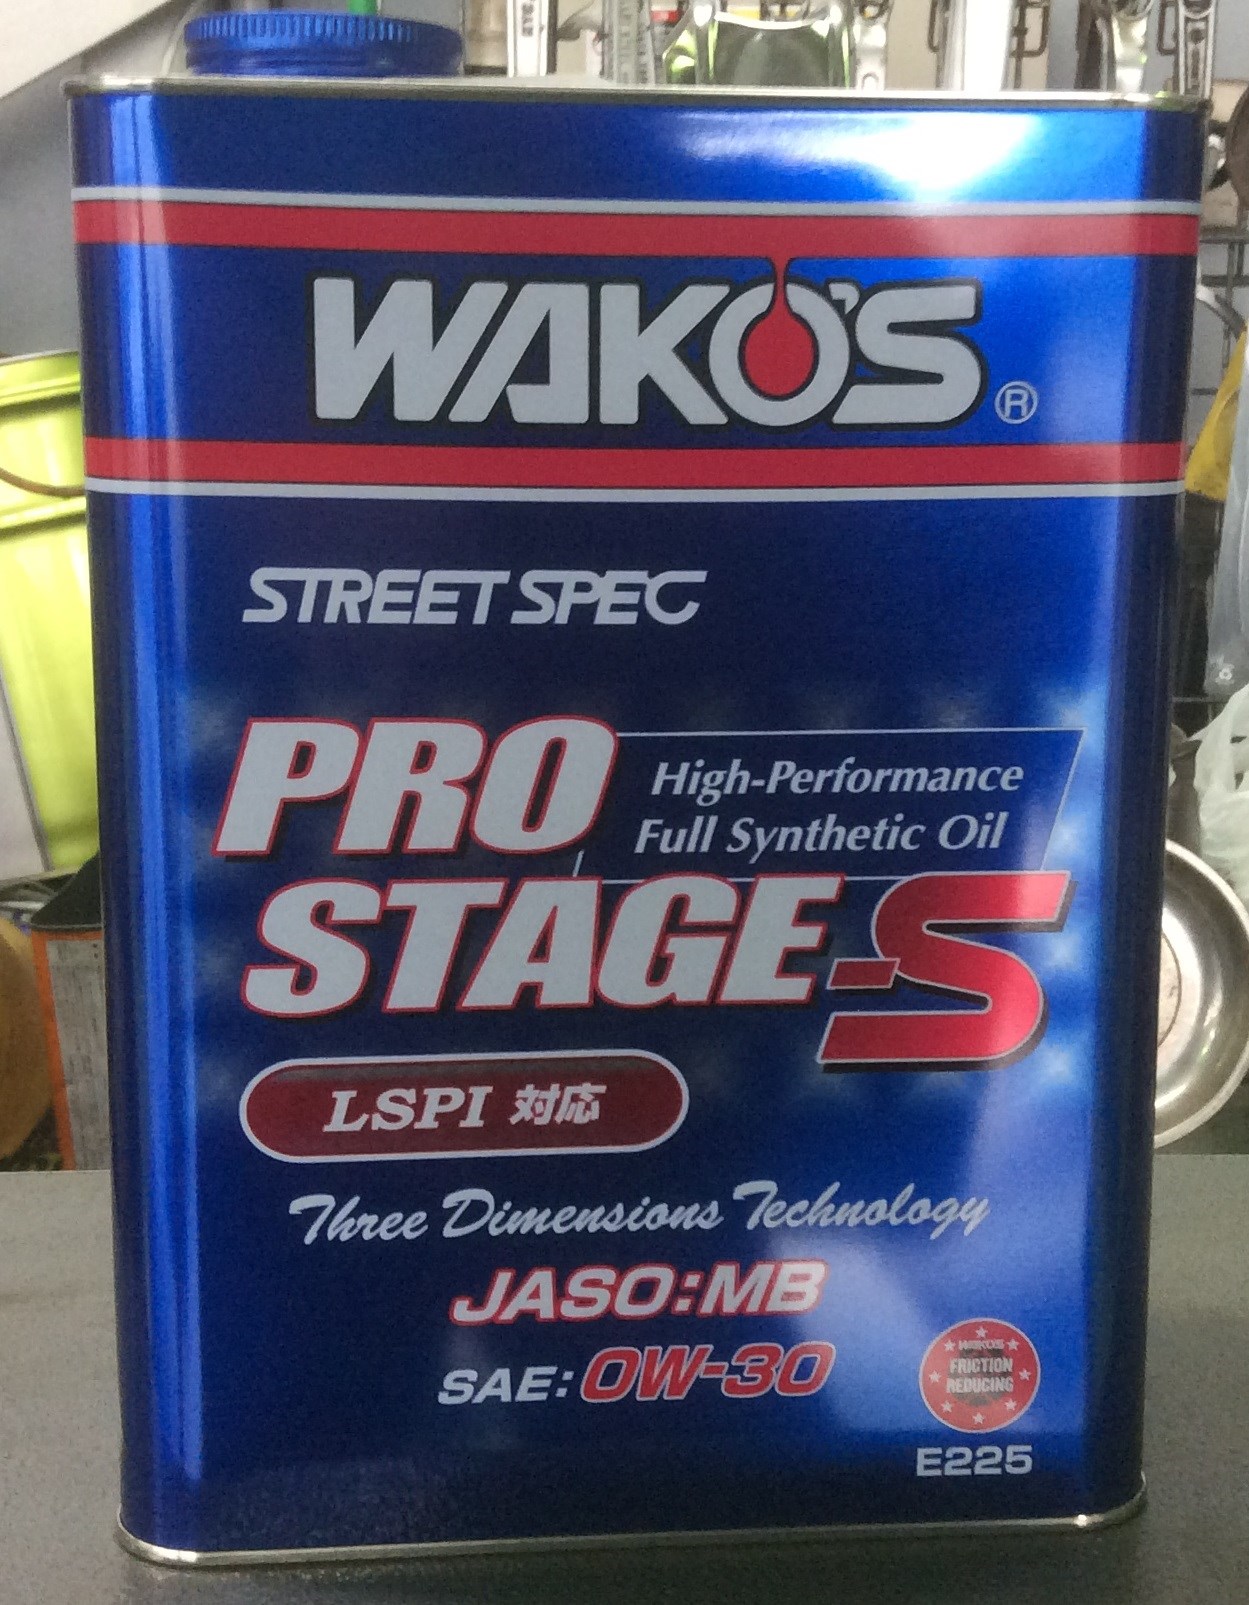 WAKO'S®
STREET SPEC
PRO
High-Performance
Full Synthetic Oil
STAGE-S
LSPI 対応
Three Dimensions Technology
JASO:MB
SAE: 0W-30
WAKO'S
FRICTION
REDUCING
E225